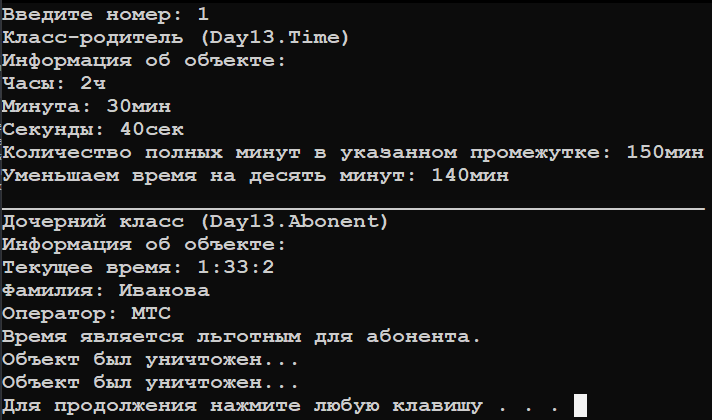 Введите номер: 1
Класс-родитель (Day13.Time)
Информация об объекте:
Часы: 2ч
Минута: 30мин
Секунды: 40сек
Количество полных минут в указанном промежутке: 150мин
Уменьшаем время на десять минут: 140мин
Дочерний класс (Day13.Abonent)
Информация об объекте:
Текущее время: 1:33:2
Фамилия: Иванова
Оператор: МТС
Время является льготным для абонента.
Объект был уничтожен...
Объект был уничтожен...
Для продолжения нажмите любую клавишу . . .